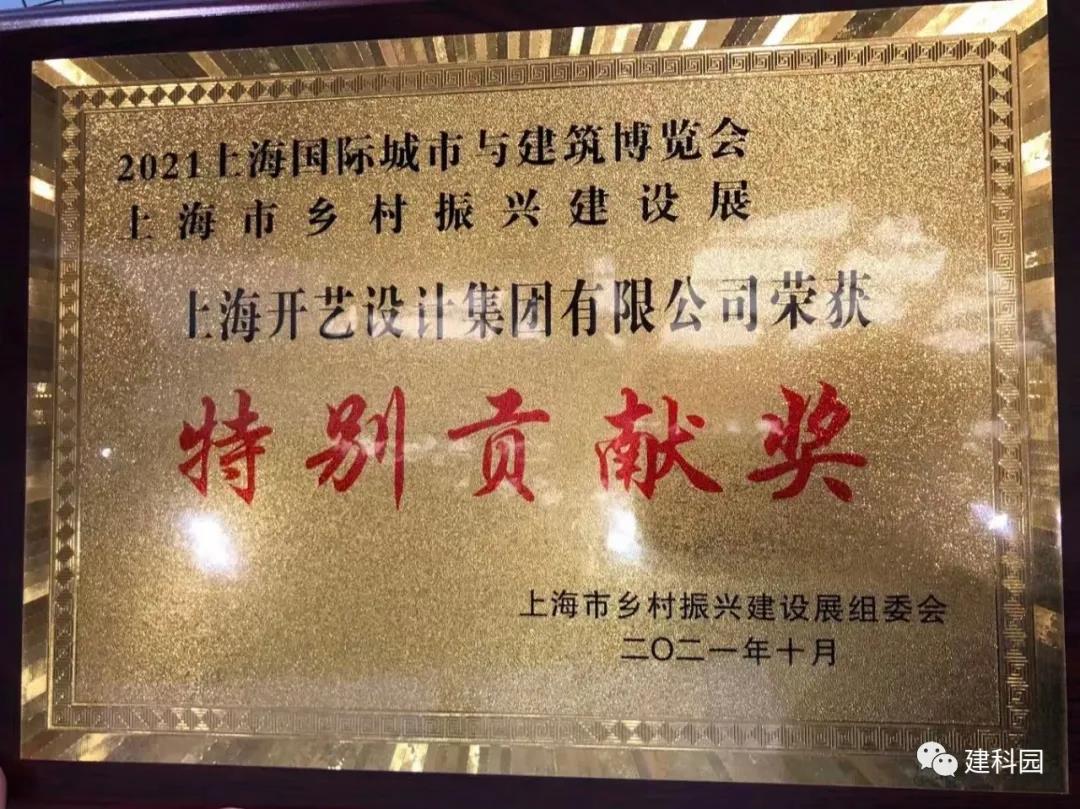 2021上海国际城市与建筑博览会
上海市乡村振兴建设展
上海开艺设计集团有限公司荣获
特别贡献奖
上海市乡村振兴建设展组委会
二〇二一年十月
建科园